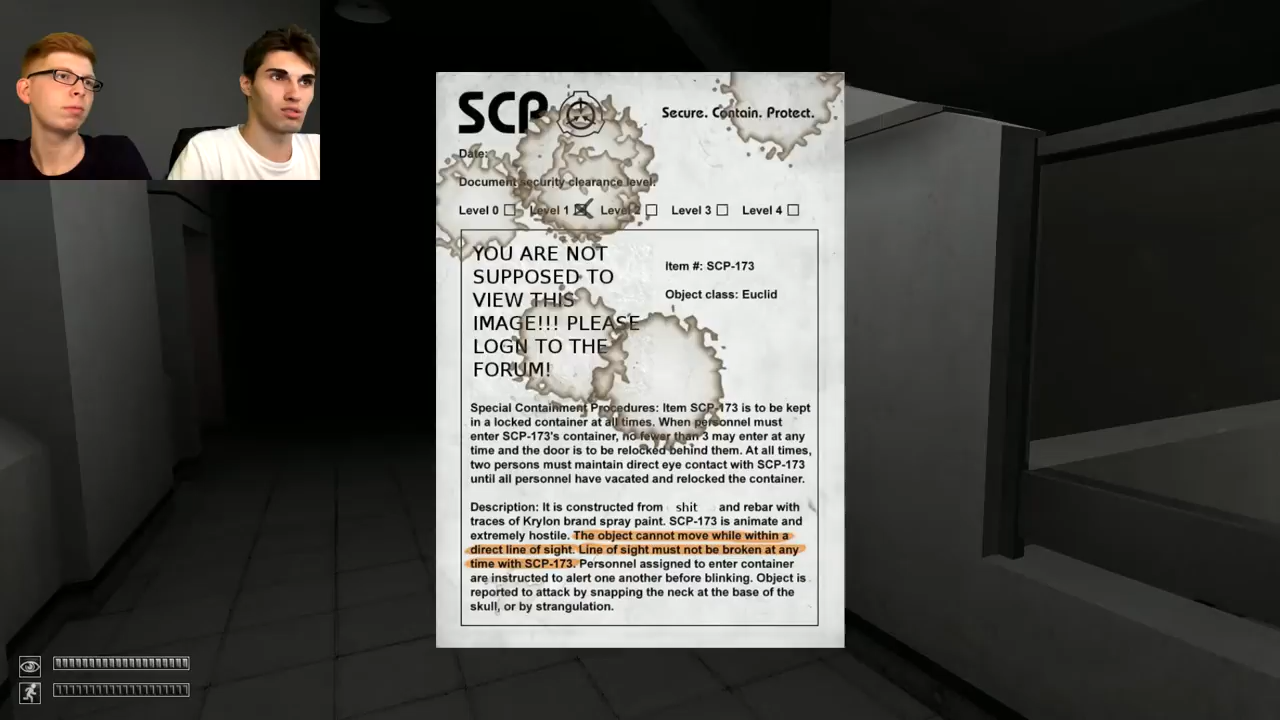 SCP Secure. Contain. Protect.
Date:
Document security clearance level:
Level 0 Level 1 Level 2 Level 3 Level 4
YOU ARE NOT
SUPPOSED TO
VIEW THIS
IMAGE!!! PLEASE
LOGN TO THE
FORUM!
Item #: SCP-173
Object class: Euclid
Special Containment Procedures: Item SCP-173 is to be kept
in a locked container at all times. When personnel must
enter SCP-173's container, no fewer than 3 may enter at any
time and the door is to be relocked behind them. At all times,
two persons must maintain direct eye contact with SCP-173
until all personnel have vacated and relocked the container.
Description: It is constructed from shit and rebar with
traces of Krylon brand spray paint. SCP-173 is animate and
extremely hostile. The object cannot move while within a
direct line of sight. Line of sight must not be broken at any
time with SCP-173. Personnel assigned to enter container
are instructed to alert one another before blinking. Object is
reported to attack by snapping the neck at the base of the
skull, or by strangulation.